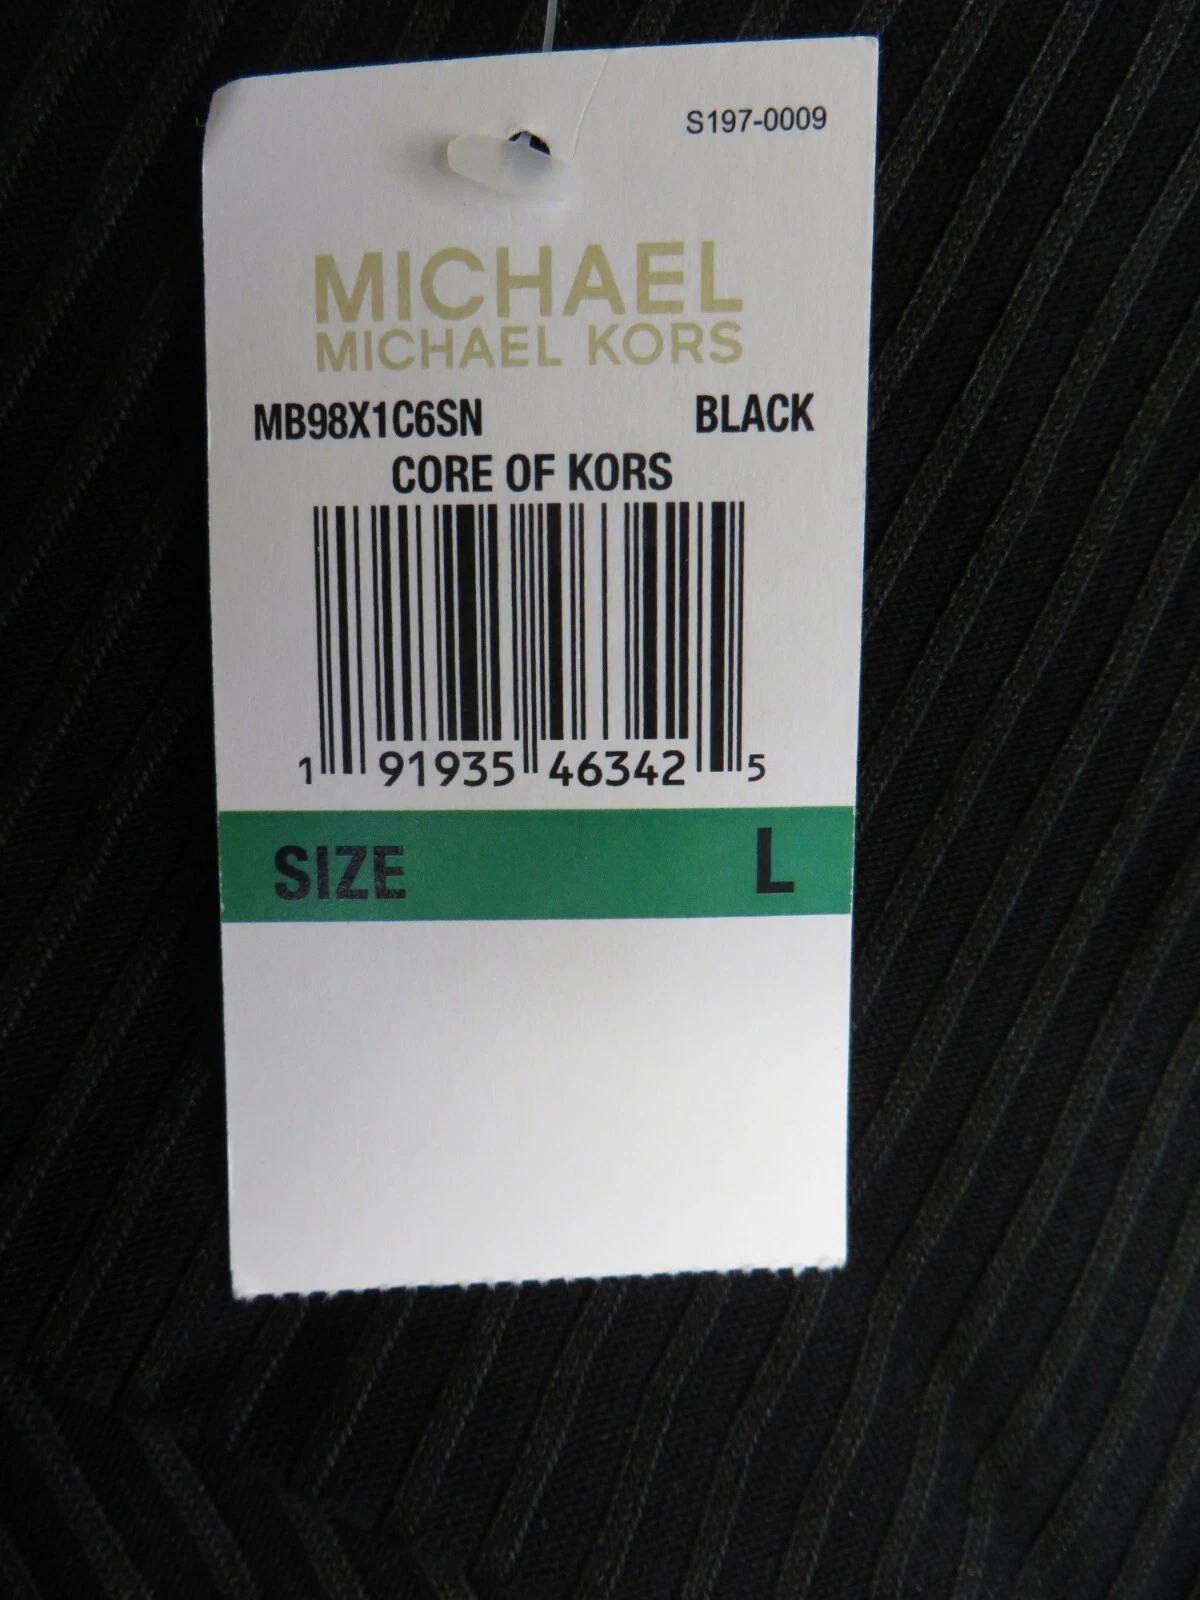 S197-0009
MICHAEL
MICHAEL KORS
MB98X1C6SN BLACK
CORE OF KORS
1 91935 46342 5
SIZE L